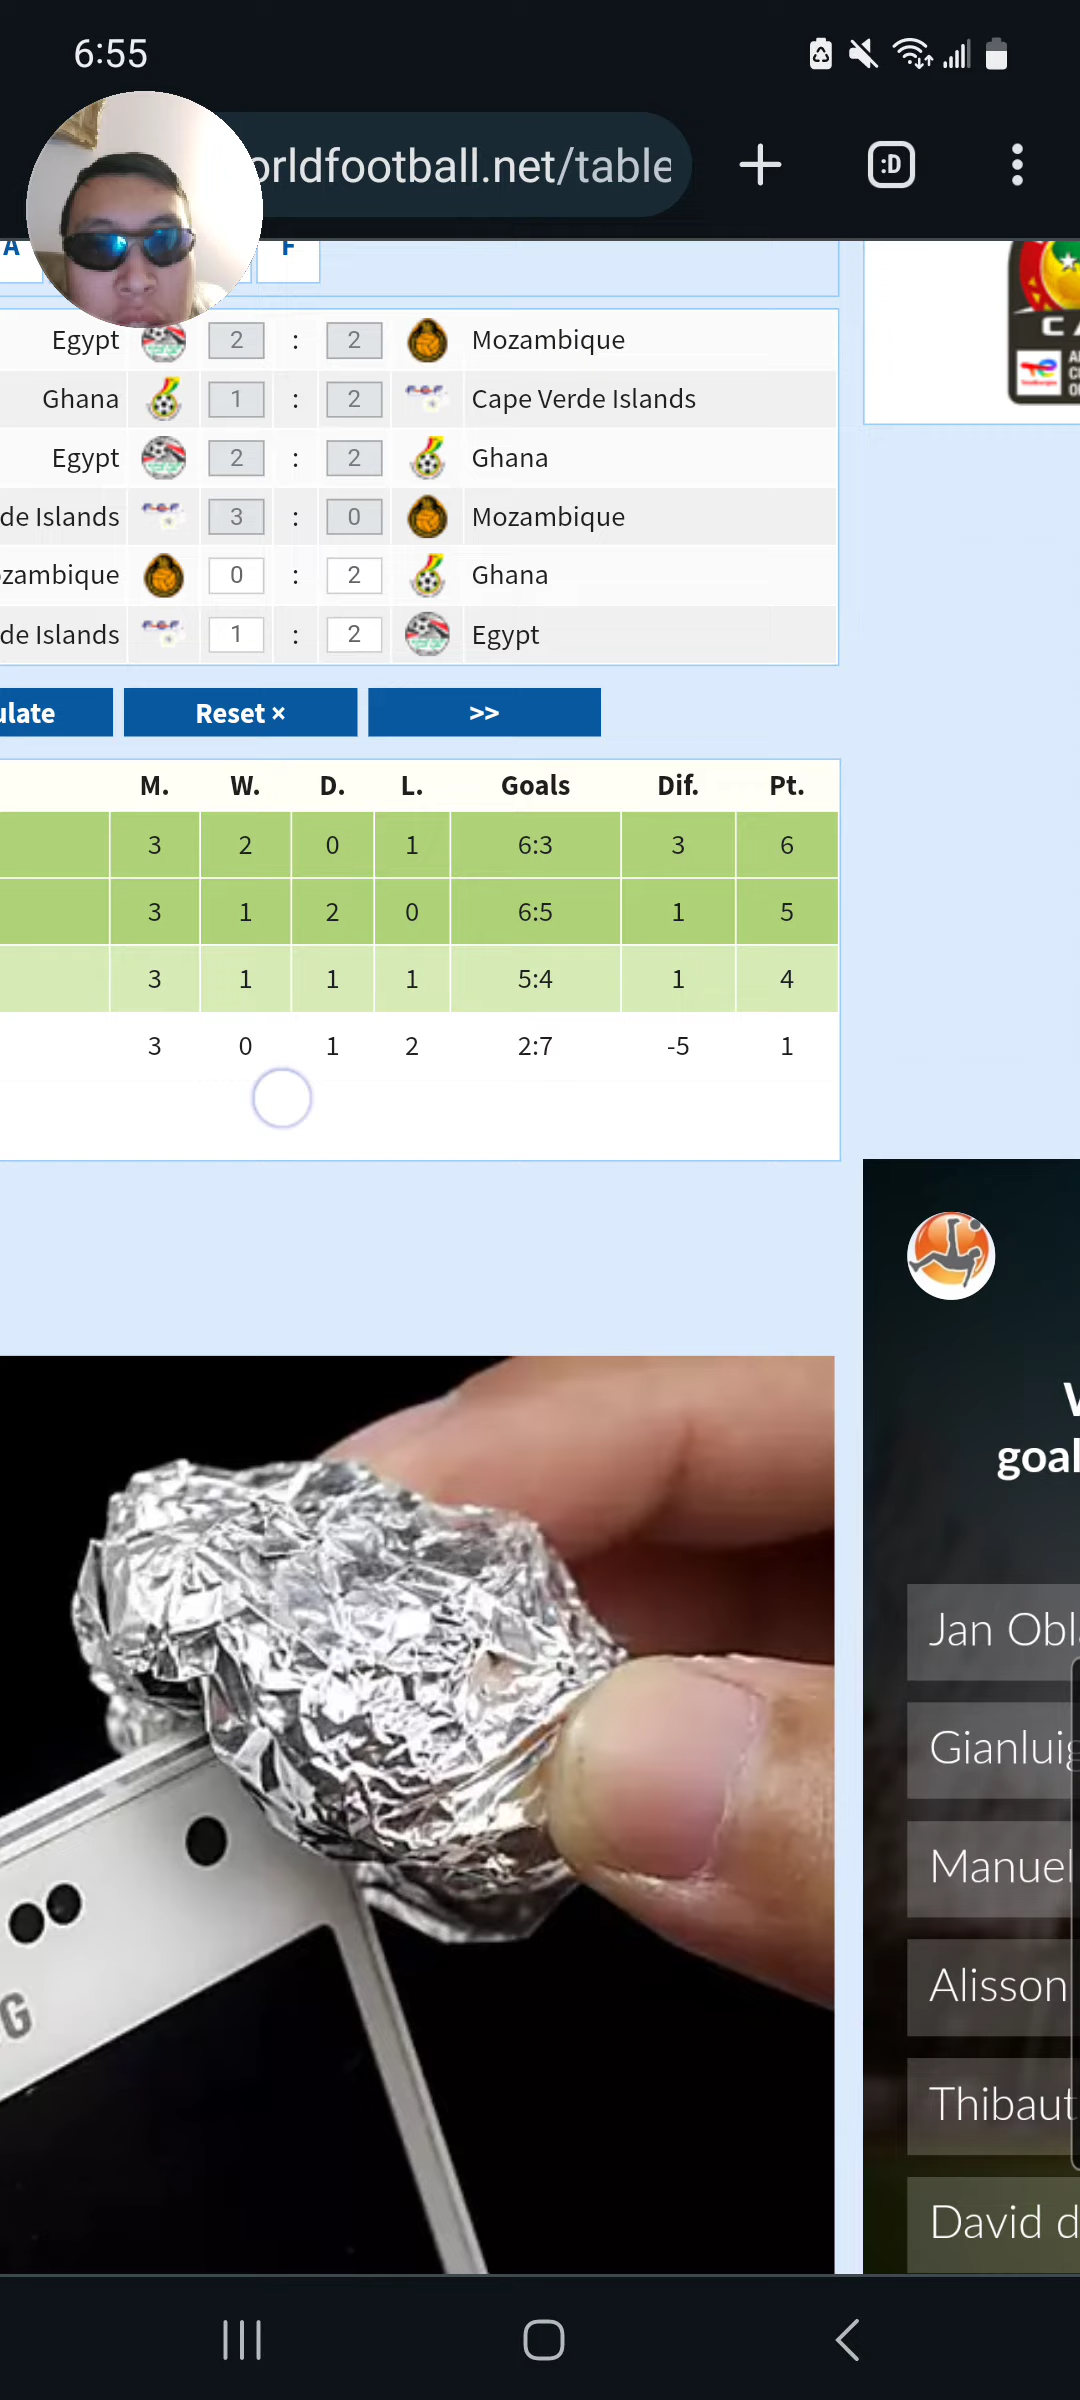 6:55
orldfootball.net/table
:D
A F
Egypt 2 : 2 Mozambique
Ghana 1 : 2 Cape Verde Islands
Egypt 2 : 2 Ghana
de Islands 3 : 0 Mozambique
ozambique 0 : 2 Ghana
de Islands 1 : 2 Egypt
ulate Reset × >>
M. W. D. L. Goals Dif. Pt.
3 2 0 1 6:3 3 6
3 1 2 0 6:5 1 5
3 1 1 1 5:4 1 4
3 0 1 2 2:7 -5 1
goal
Jan Obl
Gianluig
Manuel
Alisson
Thibaut
David d
G